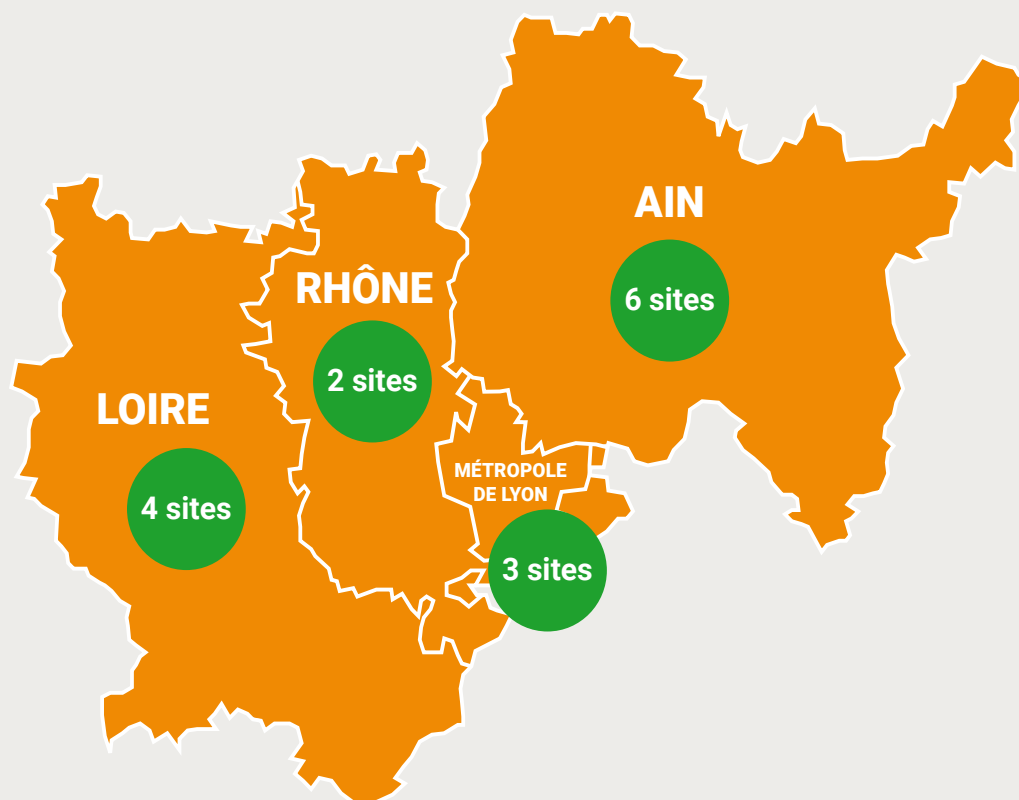 AIN
6 sites
RHÔNE
2 sites
LOIRE
4 sites
MÉTROPOLE
DE LYON
3 sites